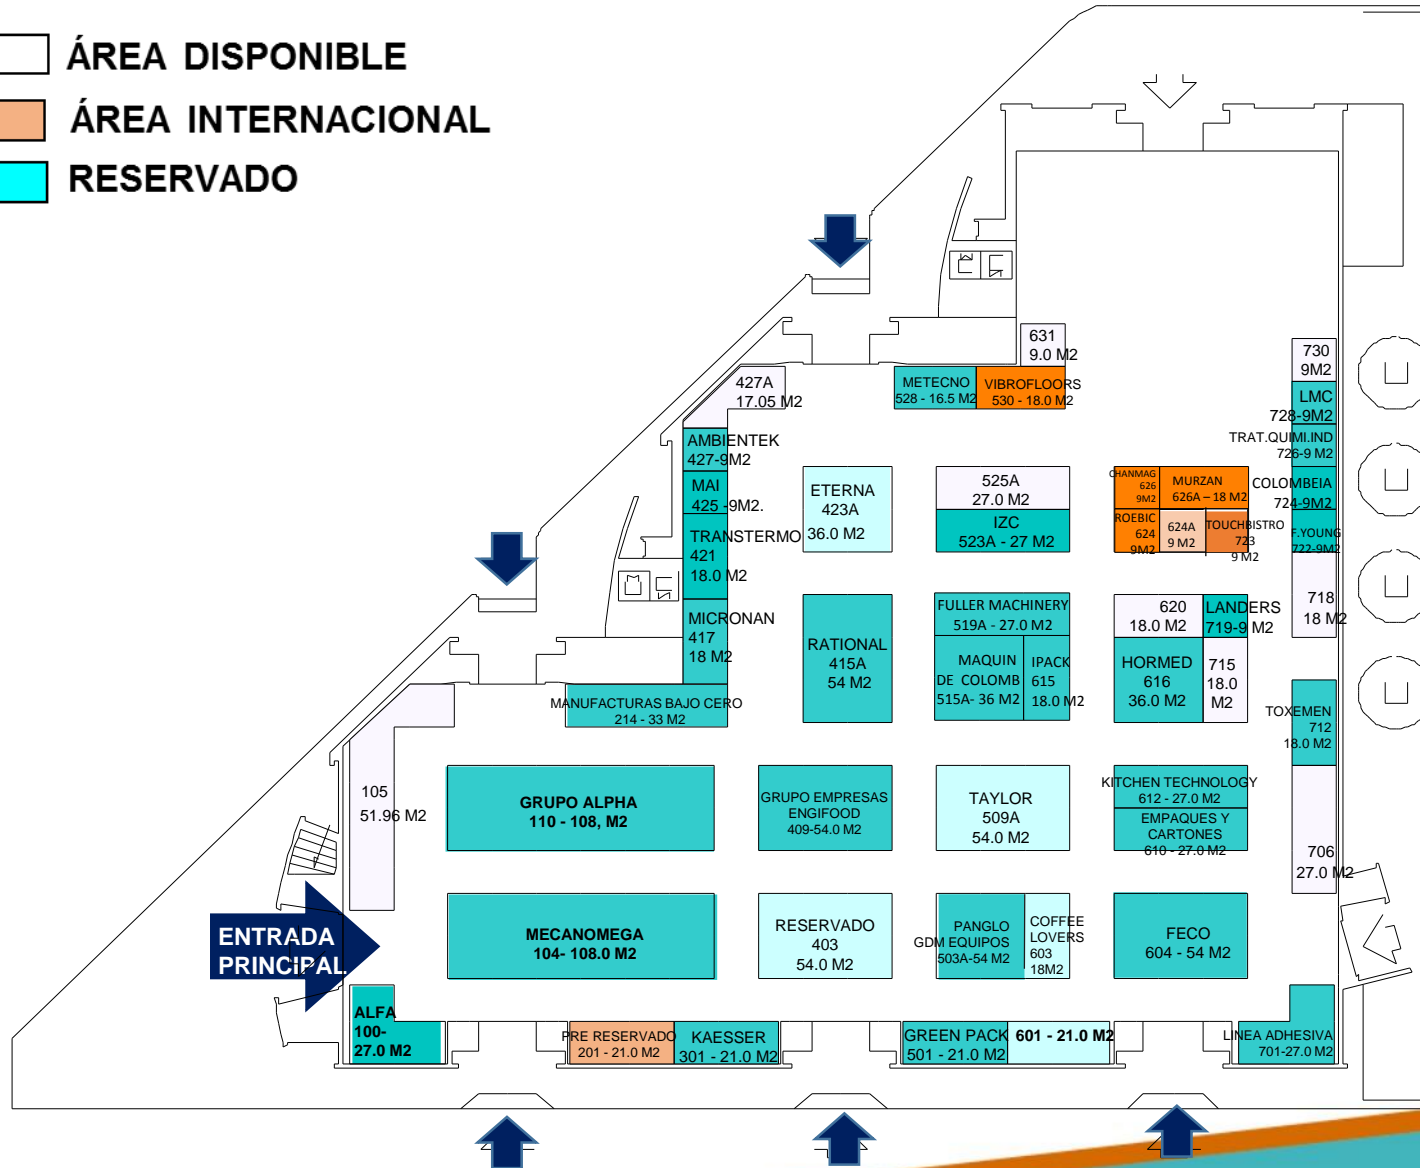 ÁREA DISPONIBLE
ÁREA INTERNACIONAL
RESERVADO
631
9.0 M2
730
9M2
427A
17.05 M2
METECNO
528 - 16.5 M2
VIBROFLOORS
530 - 18.0 M2
LMC
728-9M2
AMBIENTEK
427-9M2
TRAT.QUIMI.IND
726-9 M2
MAI
425 -9M2.
ETERNA
423A
36.0 M2
525A
27.0 M2
IZC
523A - 27 M2
CHANMAG
626
9M2
MURZAN
626A – 18 M2
COLOMBEIA
724-9M2
ROEBIC
624
9M2
624A
9 M2
TOUCHBISTRO
723
9 M2
F.YOUNG
722-9M2
TRANSTERMO
421
18.0 M2
MICRONAN
417
18 M2
RATIONAL
415A
54 M2
FULLER MACHINERY
519A - 27.0 M2
MAQUIN
DE COLOMB
515A- 36 M2
IPACK
615
18.0 M2
620
18.0 M2
LANDERS
719-9 M2
718
18 M2
HORMED
616
36.0 M2
715
18.0
M2
MANUFACTURAS BAJO CERO
214 - 33 M2
TOXEMEN
712
18.0 M2
105
51.96 M2
GRUPO ALPHA
110 - 108, M2
GRUPO EMPRESAS
ENGIFOOD
409-54.0 M2
TAYLOR
509A
54.0 M2
KITCHEN TECHNOLOGY
612 - 27.0 M2
EMPAQUES Y
CARTONES
610 - 27.0 M2
706
27.0 M2
ENTRADA
PRINCIPAL
MECANOMEGA
104- 108.0 M2
RESERVADO
403
54.0 M2
PANGLO
GDM EQUIPOS
503A-54 M2
COFFEE
LOVERS
603
18M2
FECO
604 - 54 M2
ALFA
100-
27.0 M2
PRE RESERVADO
201 - 21.0 M2
KAESSER
301 - 21.0 M2
GREEN PACK
501 - 21.0 M2
601 - 21.0 M2
LINEA ADHESIVA
701-27.0 M2